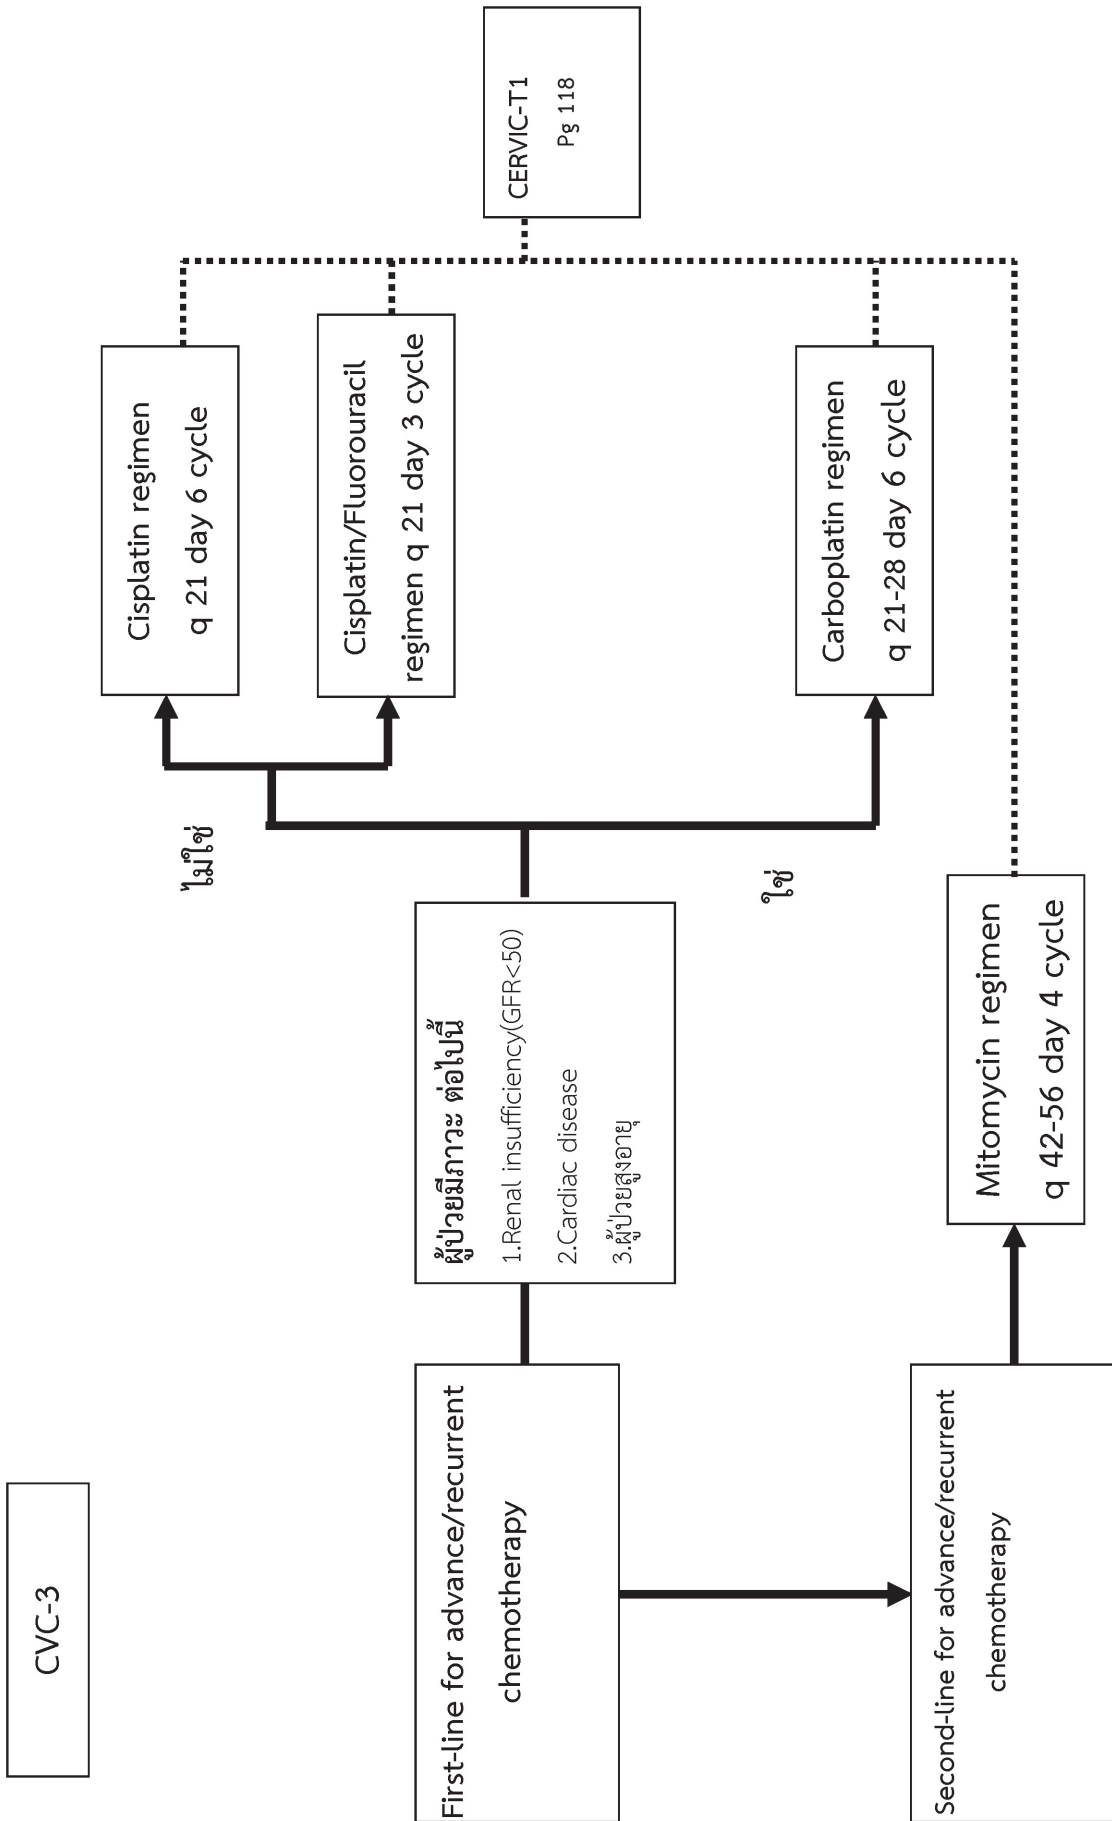 CVC-3
First-line for advance/recurrent
chemotherapy
ผู้ป่วยมีภาวะ ต่อไปนี้
1.Renal insufficiency(GFR<50)
2.Cardiac disease
3.ผู้ป่วยสูงอายุ
ไม่ใช่
ใช่
Cisplatin regimen
q 21 day 6 cycle
Cisplatin/Fluorouracil
regimen q 21 day 3 cycle
Carboplatin regimen
q 21-28 day 6 cycle
CERVIC-T1
Pg 118
Second-line for advance/recurrent
chemotherapy
Mitomycin regimen
q 42-56 day 4 cycle